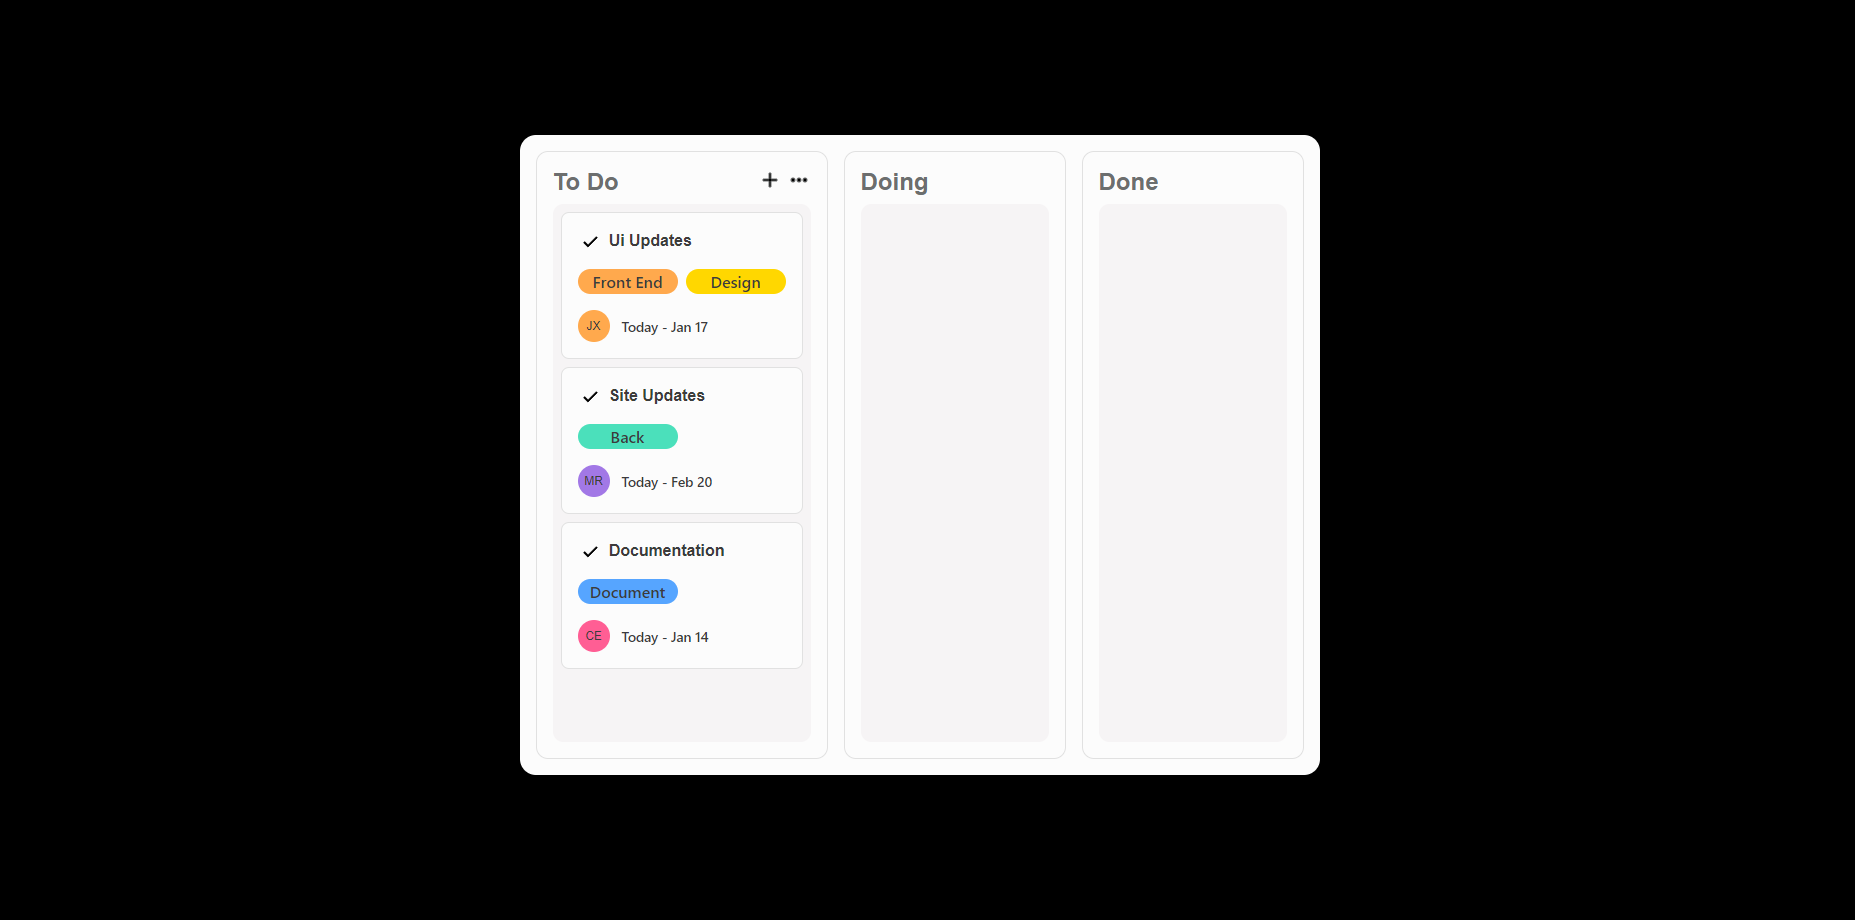 To Do
Ui Updates
Front End Design
JX Today - Jan 17
Site Updates
Back
MR Today - Feb 20
Documentation
Document
CE Today - Jan 14
Doing
Done